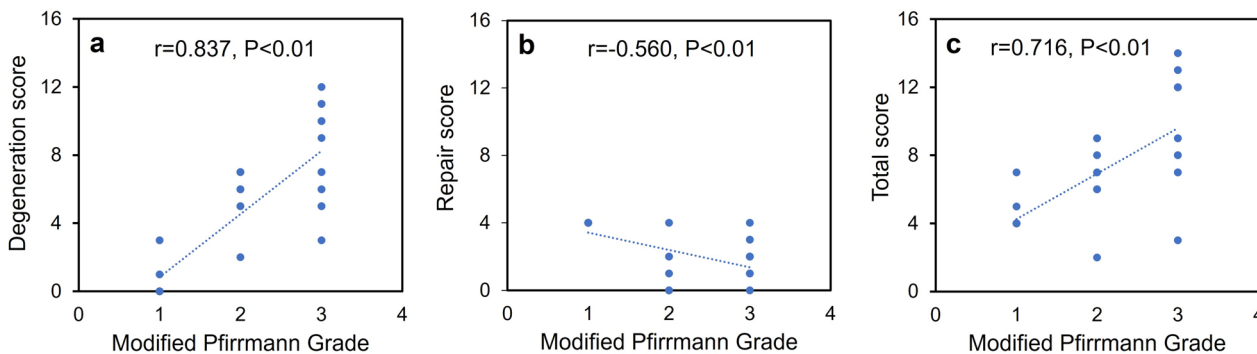 a
r=0.837, P<0.01
Degeneration score
16
12
8
4
0
0 1 2 3 4
Modified Pfirrmann Grade
b
r=-0.560, P<0.01
Repair score
16
12
8
4
0
0 1 2 3 4
Modified Pfirrmann Grade
c
r=0.716, P<0.01
Total score
16
12
8
4
0
0 1 2 3 4
Modified Pfirrmann Grade